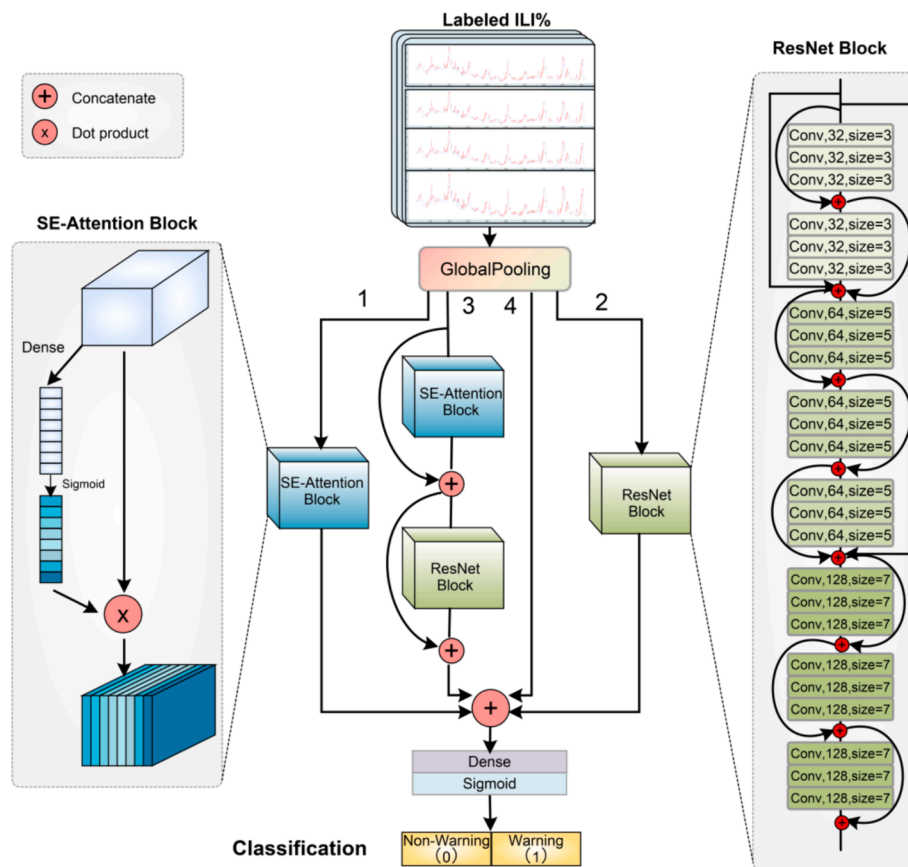 Labeled ILI%
ResNet Block
+ Concatenate
x Dot product
SE-Attention Block
Dense
Sigmoid
x
GlobalPooling
1
3
4
2
SE-Attention
Block
+
SE-Attention
Block
ResNet
Block
+
ResNet
Block
+
Dense
Sigmoid
Classification
Non-Warning
(0)
Warning
(1)
Conv,32,size=3
Conv,32,size=3
Conv,32,size=3
+
Conv,32,size=3
Conv,32,size=3
Conv,32,size=3
+
Conv,64,size=5
Conv,64,size=5
Conv,64,size=5
+
Conv,64,size=5
Conv,64,size=5
Conv,64,size=5
+
Conv,64,size=5
Conv,64,size=5
Conv,64,size=5
+
Conv,128,size=7
Conv,128,size=7
Conv,128,size=7
+
Conv,128,size=7
Conv,128,size=7
Conv,128,size=7
+
Conv,128,size=7
Conv,128,size=7
Conv,128,size=7
+